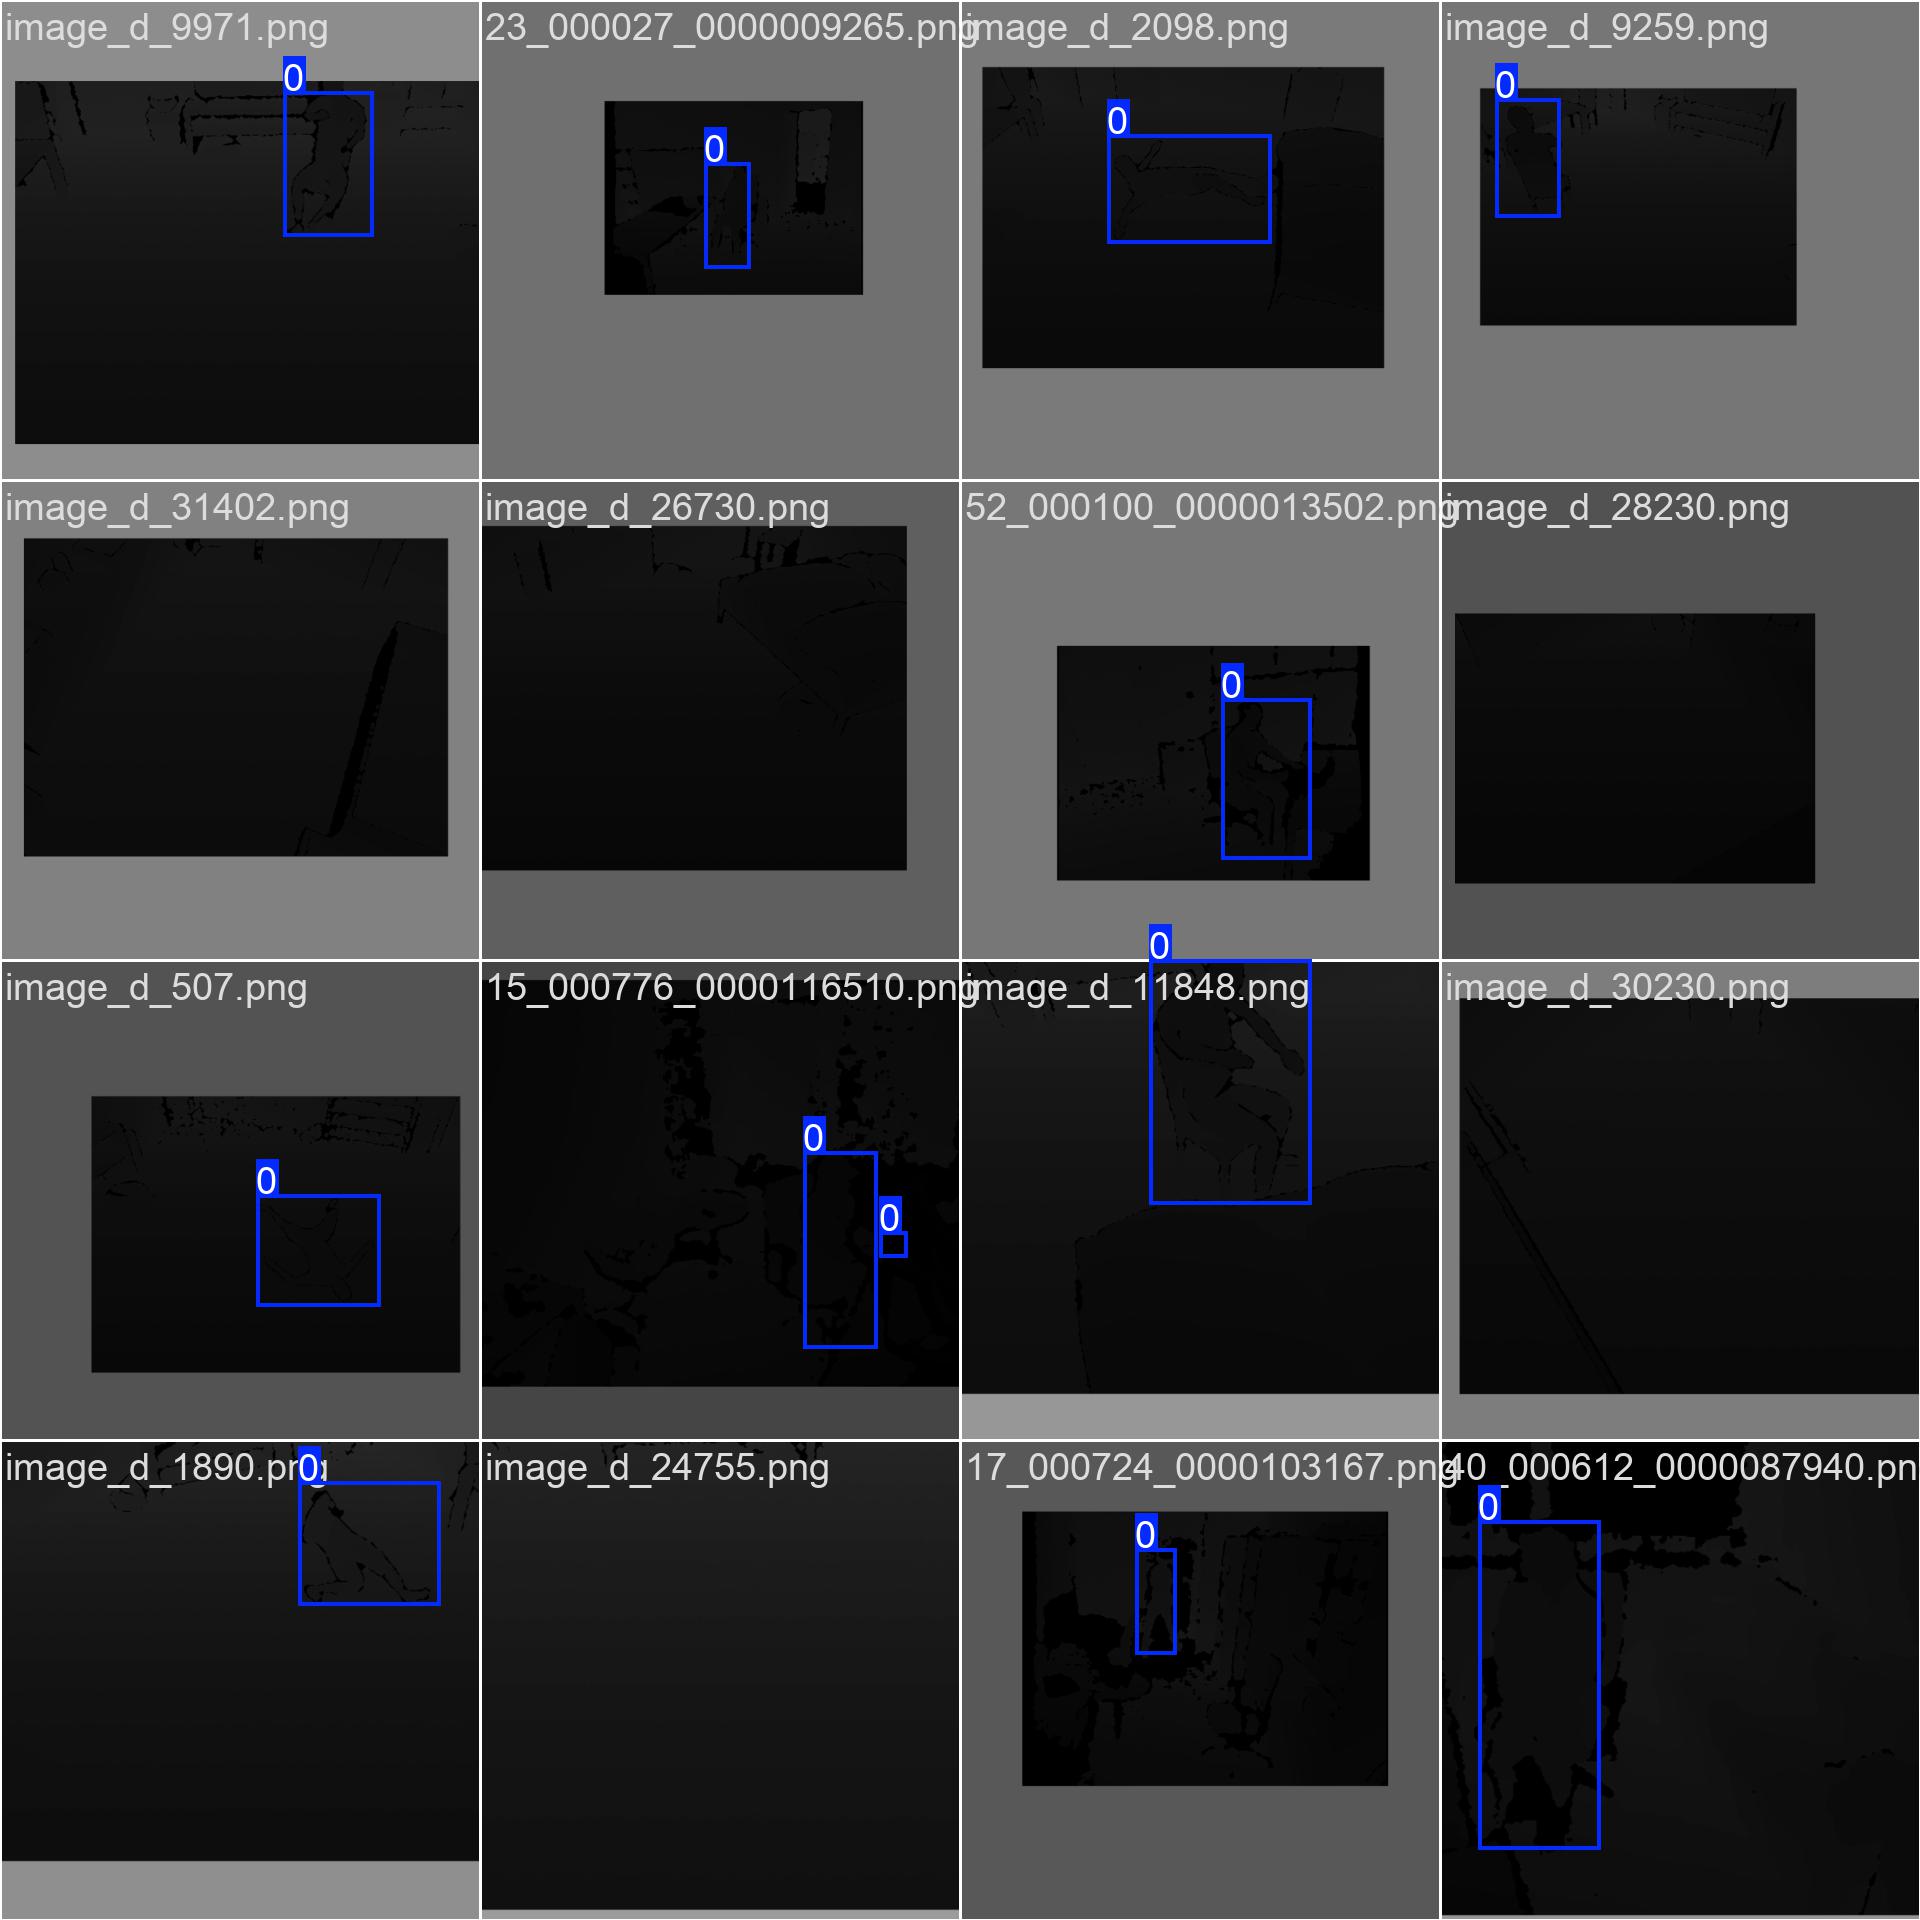 image_d_9971.png
23_000027_0000009265.png
image_d_2098.png
image_d_9259.png
0
0
0
0
image_d_31402.png
image_d_26730.png
52_000100_0000013502.png
image_d_28230.png
0
image_d_507.png
15_000776_0000116510.png
image_d_11848.png
image_d_30230.png
0
0
0
0
image_d_1890.png
image_d_24755.png
17_000724_0000103167.png
40_000612_0000087940.pn
0
0
0